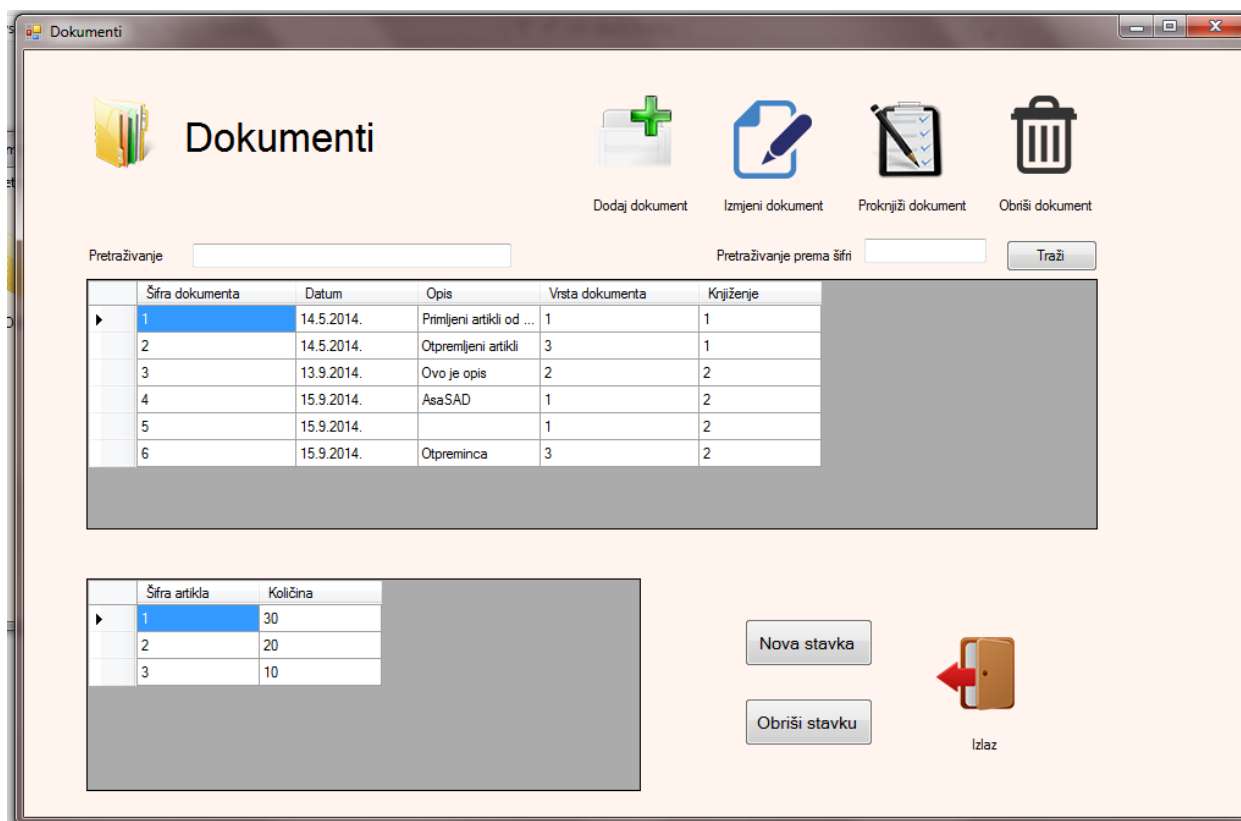 Dokumenti
Dokumenti
Dodaj dokument Izmjeni dokument Proknjiži dokument Obriši dokument
Pretraživanje Pretraživanje prema šifri Traži
Šifra dokumenta Datum Opis Vrsta dokumenta Knjiženje
1 14.5.2014. Primljeni artikli od ... 1 1
2 14.5.2014. Otpremljeni artikli 3 1
3 13.9.2014. Ovo je opis 2 2
4 15.9.2014. AsaSAD 1 2
5 15.9.2014. 1 2
6 15.9.2014. Otpreminca 3 2
Šifra artikla Količina
1 30
2 20
3 10
Nova stavka
Obriši stavku
Izlaz